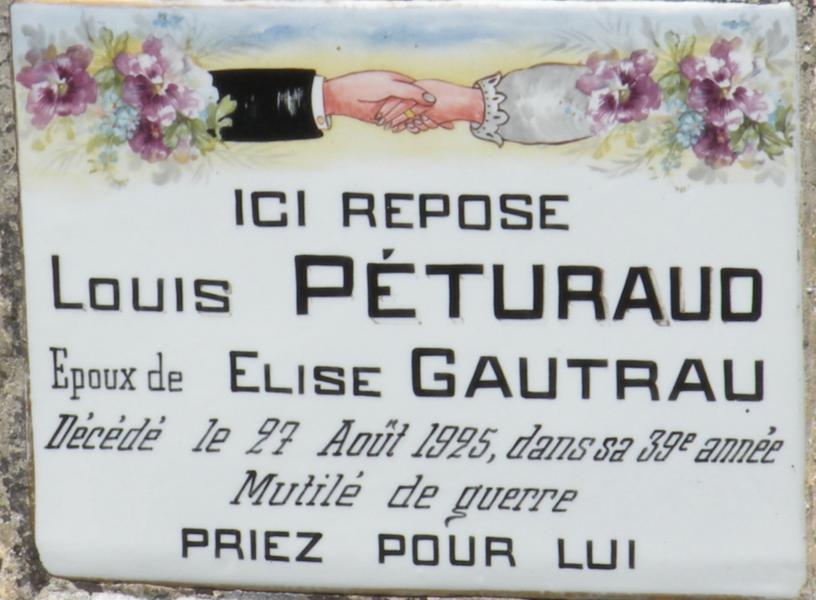 ICI REPOSE
LOUIS PÉTURAUD
Epoux de ELISE GAUTRAU
Décédé le 27 Août 1925, dans sa 39e année
Mutilé de guerre
PRIEZ POUR LUI